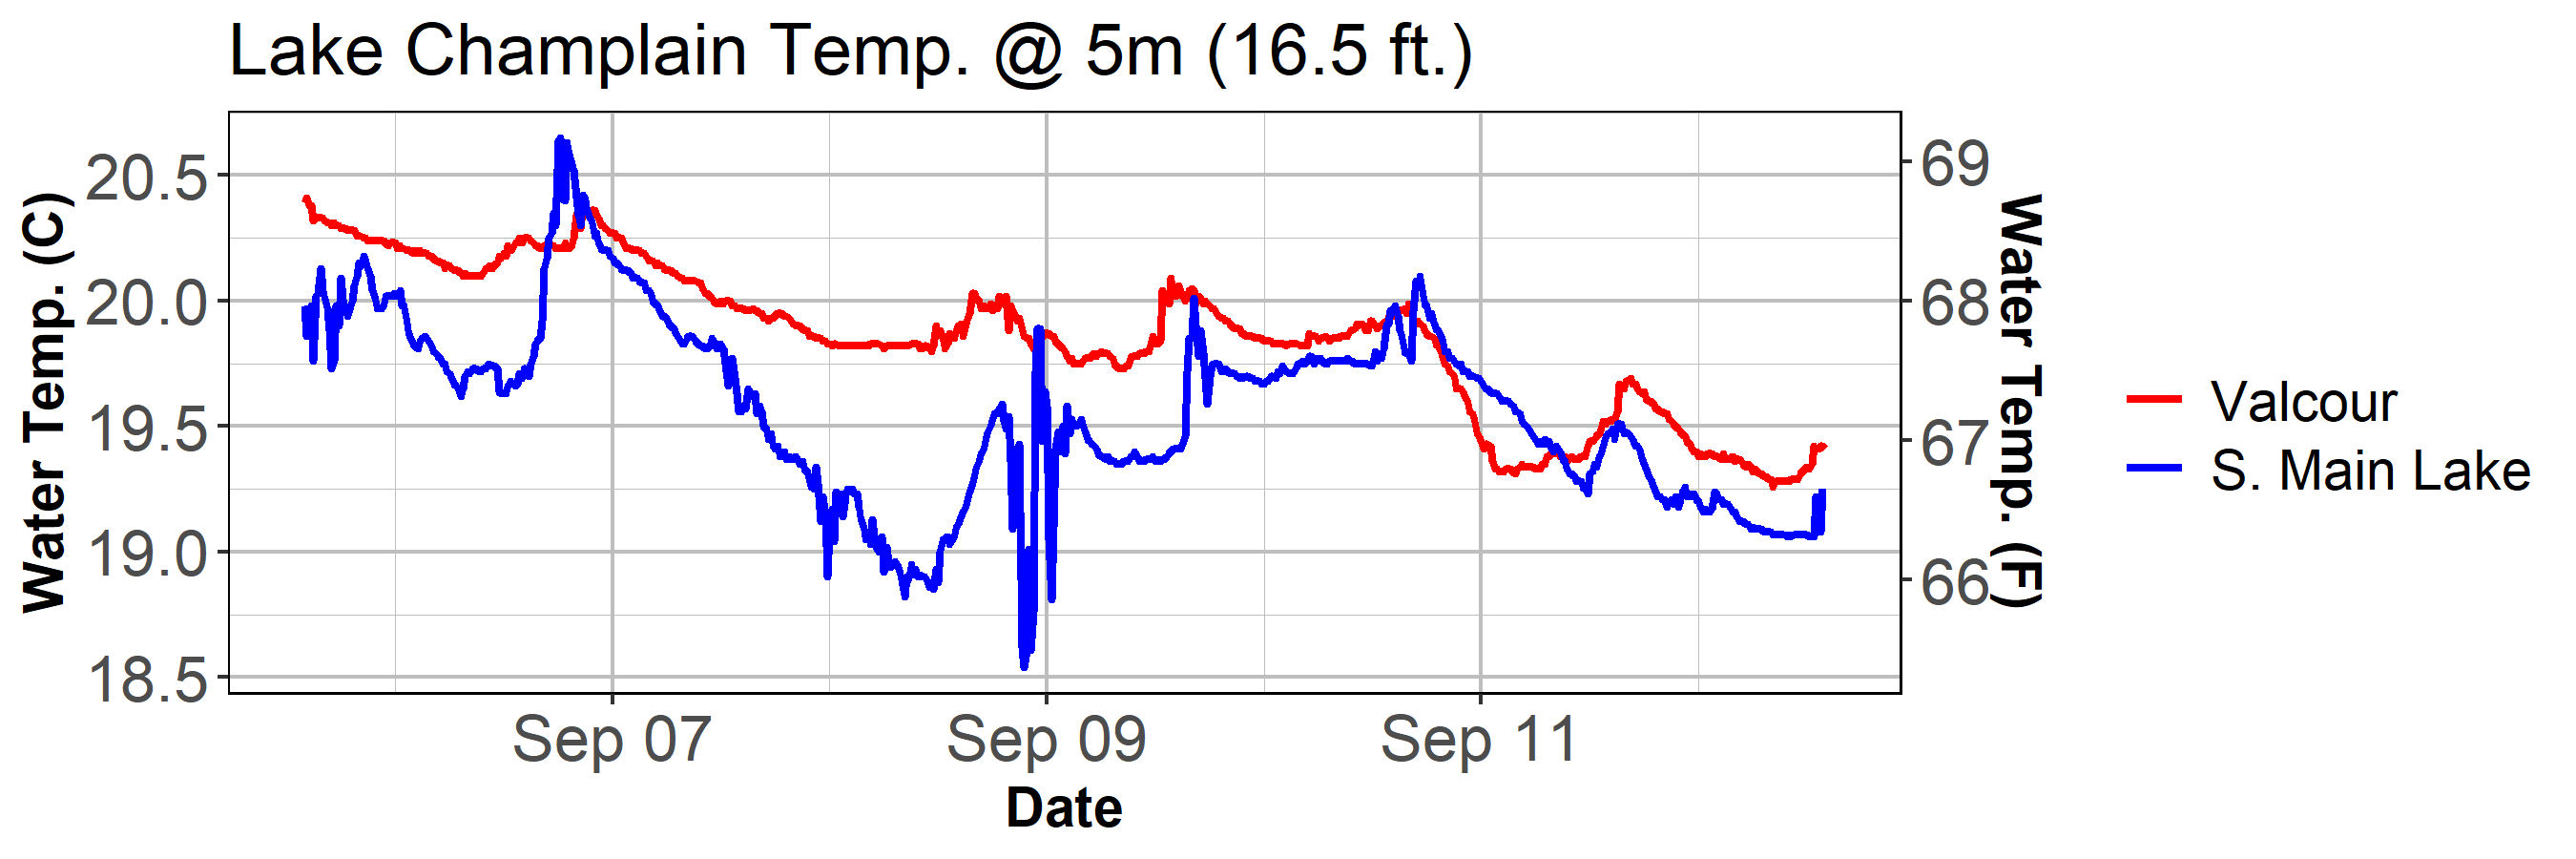 Lake Champlain Temp. @ 5m (16.5 ft.)
Water Temp. (C)
20.5
20.0
19.5
19.0
18.5
69
68
67
66
Water Temp. (F)
Sep 07
Sep 09
Sep 11
Date
Valcour
S. Main Lake